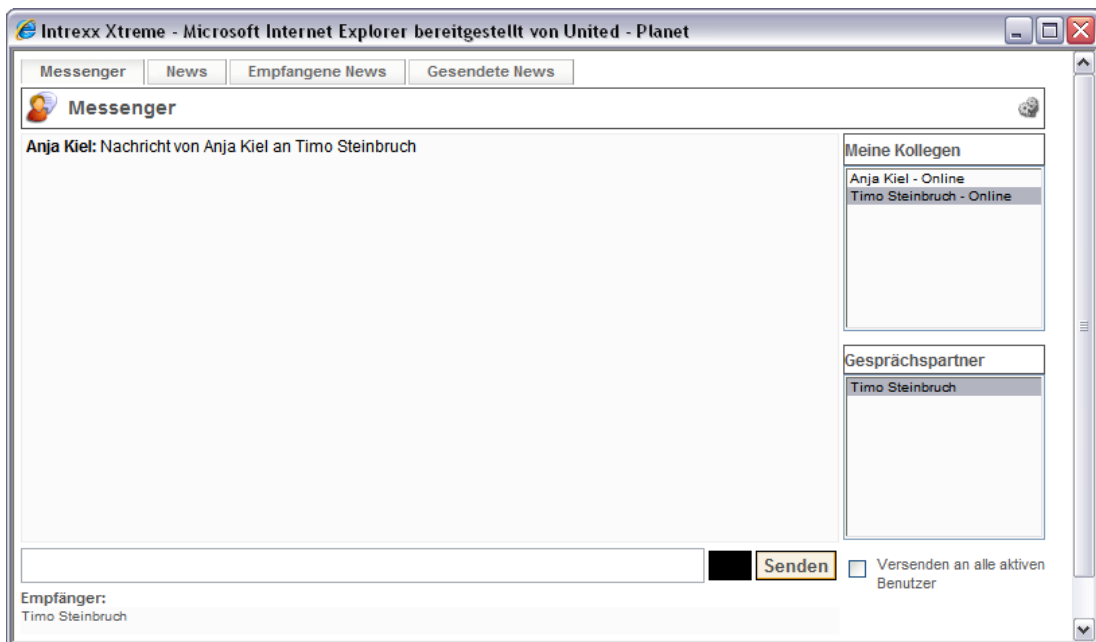 Intrexx Xtreme - Microsoft Internet Explorer bereitgestellt von United - Planet
Messenger
News
Empfangene News
Gesendete News
Messenger
Anja Kiel: Nachricht von Anja Kiel an Timo Steinbruch
Meine Kollegen
Anja Kiel - Online
Timo Steinbruch - Online
Gesprächspartner
Timo Steinbruch
Senden
Versenden an alle aktiven
Benutzer
Empfänger:
Timo Steinbruch